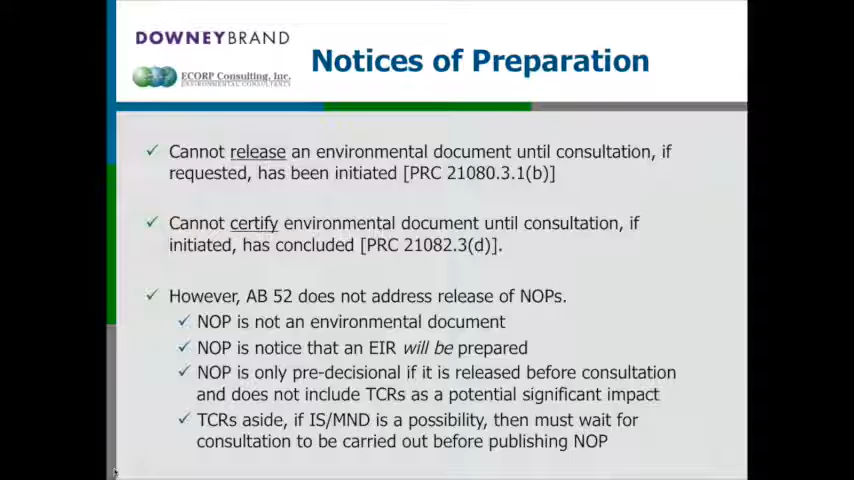 DOWNEYBRAND
ECORP Consulting, Inc.
ENVIRONMENTAL CONSULTANTS
Notices of Preparation
✓ Cannot release an environmental document until consultation, if
requested, has been initiated [PRC 21080.3.1(b)]
✓ Cannot certify environmental document until consultation, if
initiated, has concluded [PRC 21082.3(d)].
✓ However, AB 52 does not address release of NOPs.
✓ NOP is not an environmental document
✓ NOP is notice that an EIR will be prepared
✓ NOP is only pre-decisional if it is released before consultation
and does not include TCRs as a potential significant impact
✓ TCRs aside, if IS/MND is a possibility, then must wait for
consultation to be carried out before publishing NOP